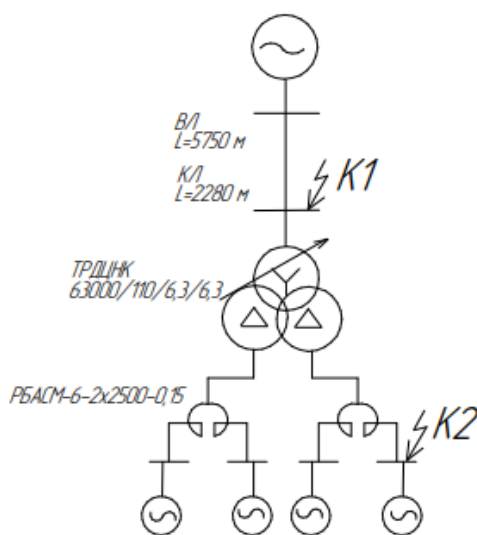 ВЛ
L=5750 м
КЛ
L=2280 м
К1
ТРДЦНК
63000/110/6,3/6,3
РБАСМ-6-2х2500-0,15
К2